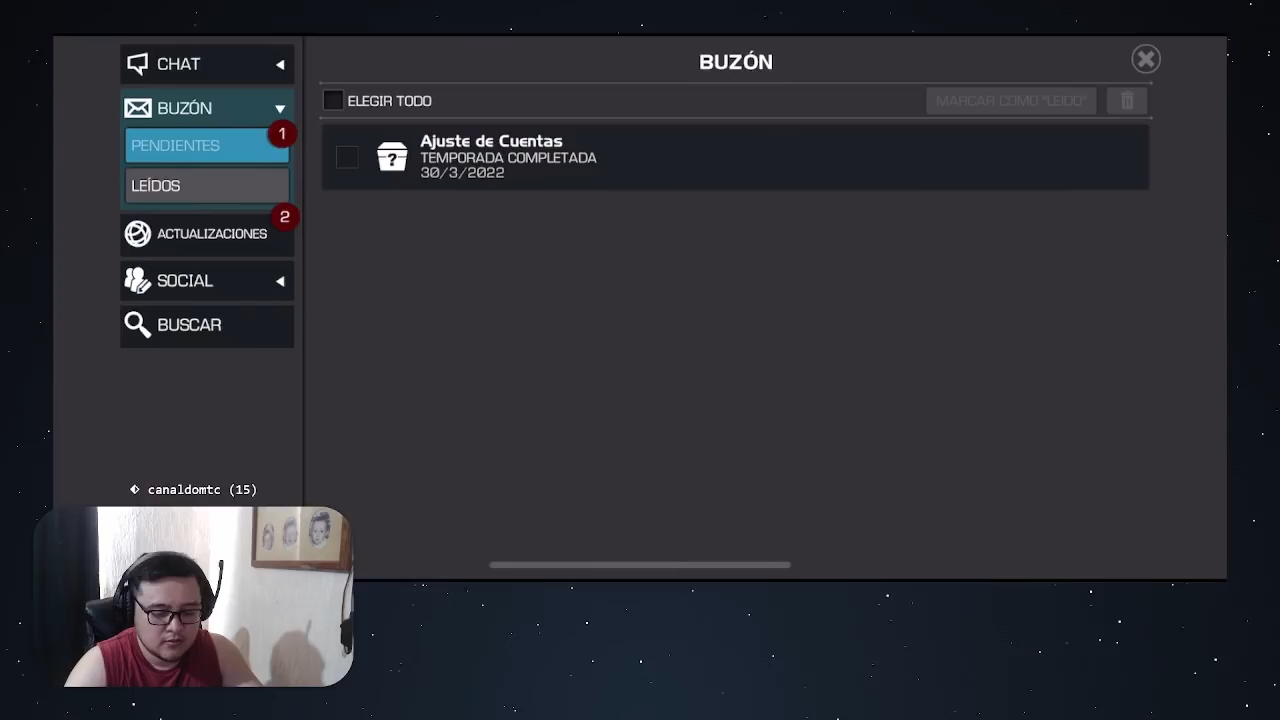 CHAT
BUZÓN
1
PENDIENTES
LEÍDOS
2
ACTUALIZACIONES
SOCIAL
BUSCAR
canaldomtc (15)
BUZÓN
ELEGIR TODO
MARCAR COMO "LEIDO"
?
Ajuste de Cuentas
TEMPORADA COMPLETADA
30/3/2022